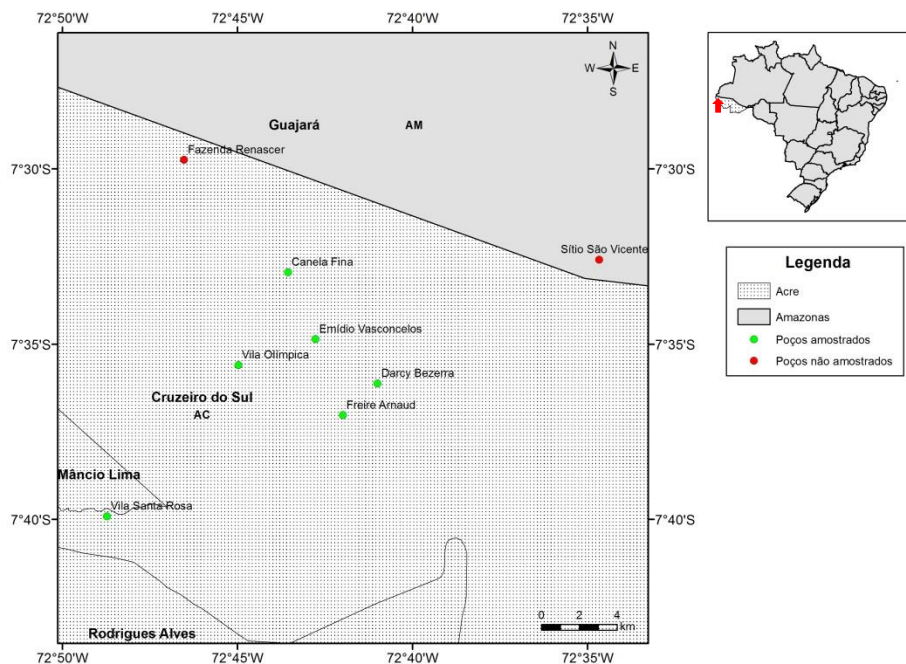 72°50'W 72°45'W 72°40'W 72°35'W
N
W E
S
Guajará AM
Fazenda Renascer
7°30'S 7°30'S
Sítio São Vicente
Canela Fina
Emídio Vasconcelos
7°35'S 7°35'S
Vila Olímpica
Darcy Bezerra
Cruzeiro do Sul
Freire Arnaud
AC
Mâncio Lima
Vila Santa Rosa
7°40'S 7°40'S
0 2 4
km
Rodrigues Alves
72°50'W 72°45'W 72°40'W 72°35'W
Legenda
Acre
Amazonas
Poços amostrados
Poços não amostrados